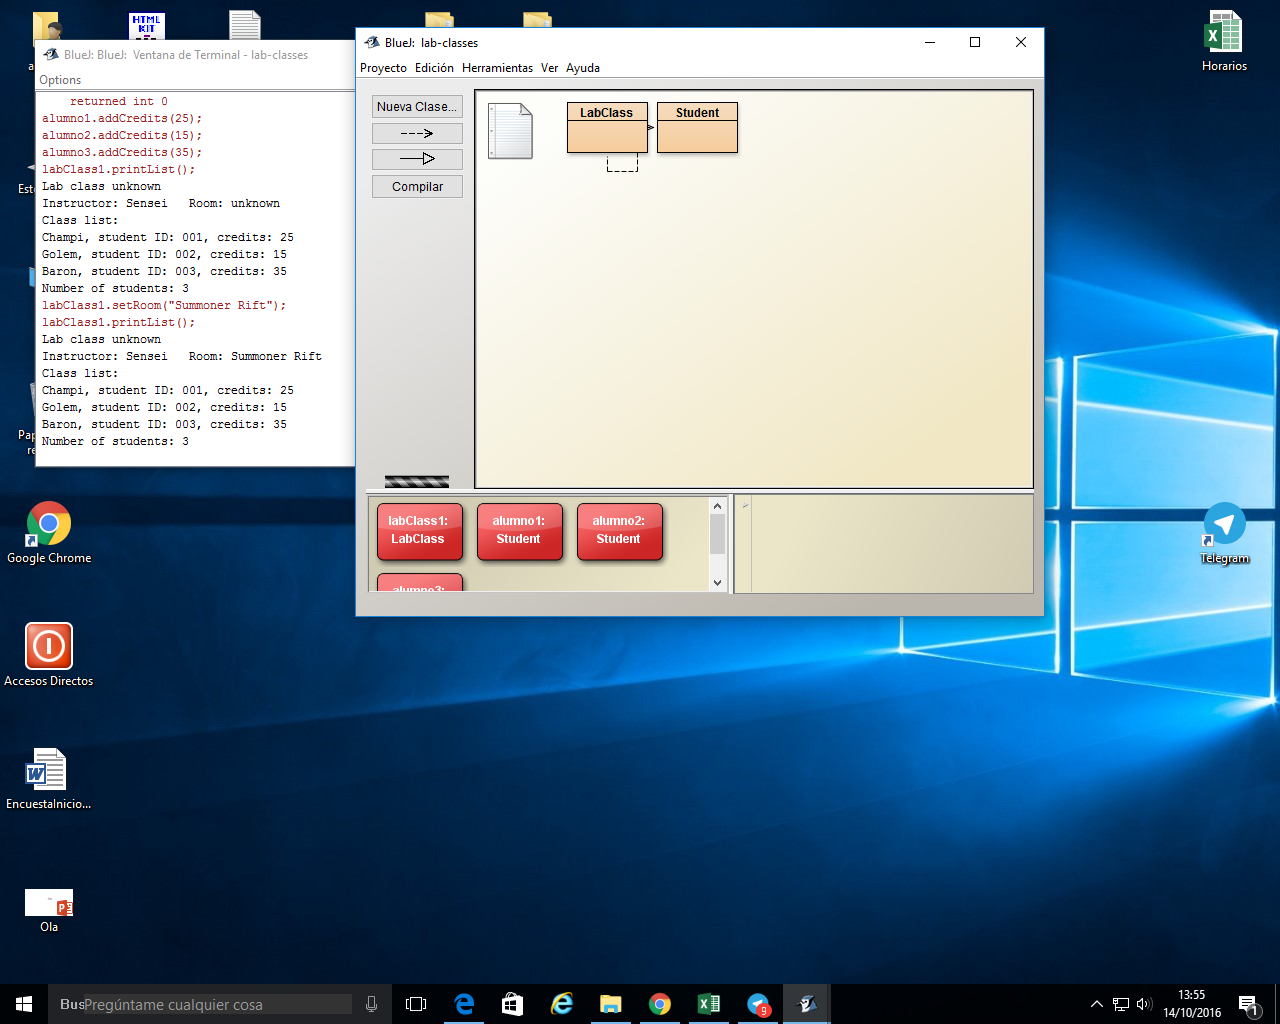 HTML
KIT
Horarios
BlueJ: BlueJ: Ventana de Terminal - lab-classes
Options
returned int 0
alumno1.addCredits(25);
alumno2.addCredits(15);
alumno3.addCredits(35);
labClass1.printList();
Lab class unknown
Instructor: Sensei   Room: unknown
Class list:
Champi, student ID: 001, credits: 25
Golem, student ID: 002, credits: 15
Baron, student ID: 003, credits: 35
Number of students: 3
labClass1.setRoom("Summoner Rift");
labClass1.printList();
Lab class unknown
Instructor: Sensei   Room: Summoner Rift
Class list:
Champi, student ID: 001, credits: 25
Golem, student ID: 002, credits: 15
Baron, student ID: 003, credits: 35
Number of students: 3
BlueJ: lab-classes
Proyecto Edición Herramientas Ver Ayuda
Nueva Clase...
Compilar
LabClass
Student
labClass1:
LabClass
alumno1:
Student
alumno2:
Student
alumno3:
Google Chrome
Telegram
Accesos Directos
EncuestaInicio...
Ola
Pregúntame cualquier cosa
9
13:55
14/10/2016
1